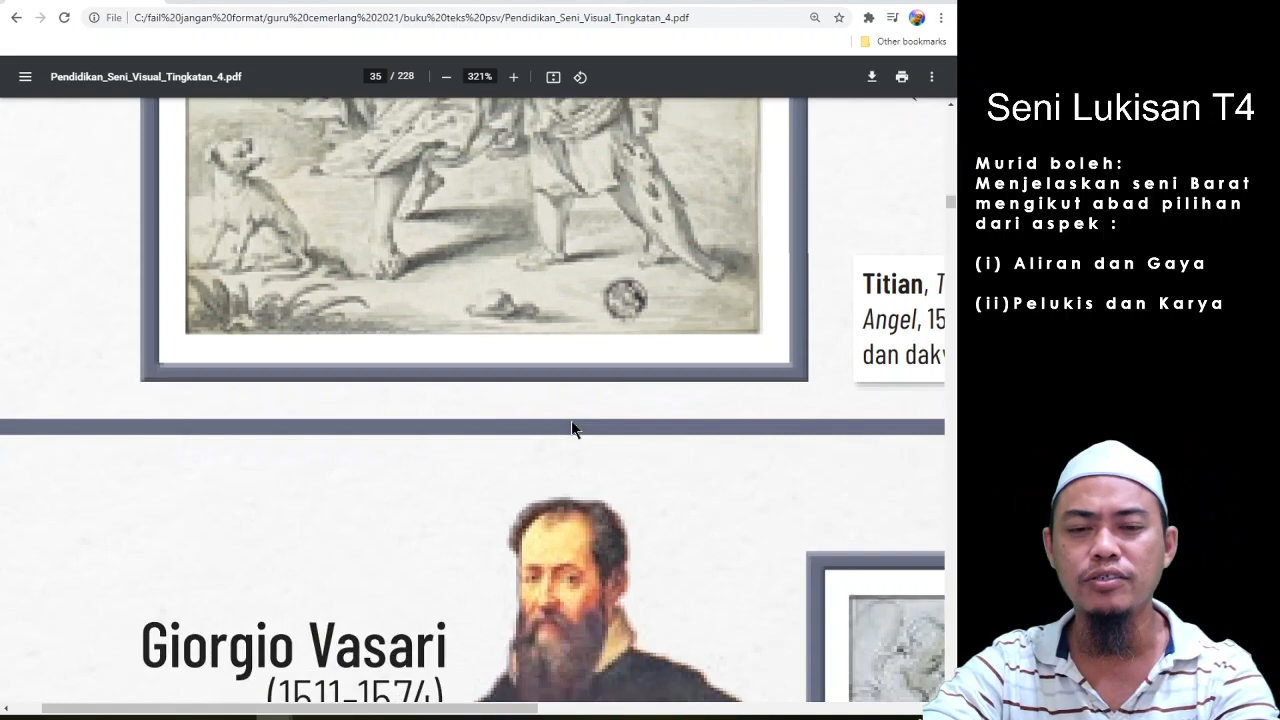 File
C:/fail%20jangan%20format/guru%20cemerlang%202021/buku%20teks%20psv/Pendidikan_Seni_Visual_Tingkatan_4.pdf
Other bookmarks
Pendidikan_Seni_Visual_Tingkatan_4.pdf
35 / 228
321%
Titian, T
Angel, 15
dan dak
Giorgio Vasari
(1511–1574)
Seni Lukisan T4
Murid boleh:
Menjelaskan seni Barat
mengikut abad pilihan
dari aspek :
(i) Aliran dan Gaya
(ii)Pelukis dan Karya